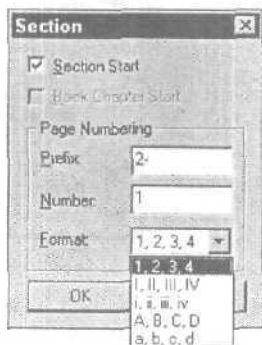 Section
Section Start
Book Chapter Start
Page Numbering
Prefix:
2-
Number:
1
Format:
1, 2, 3, 4
1, 2, 3, 4
I, II, III, IV
i, ii, iii, iv
A, B, C, D
a, b, c, d
OK